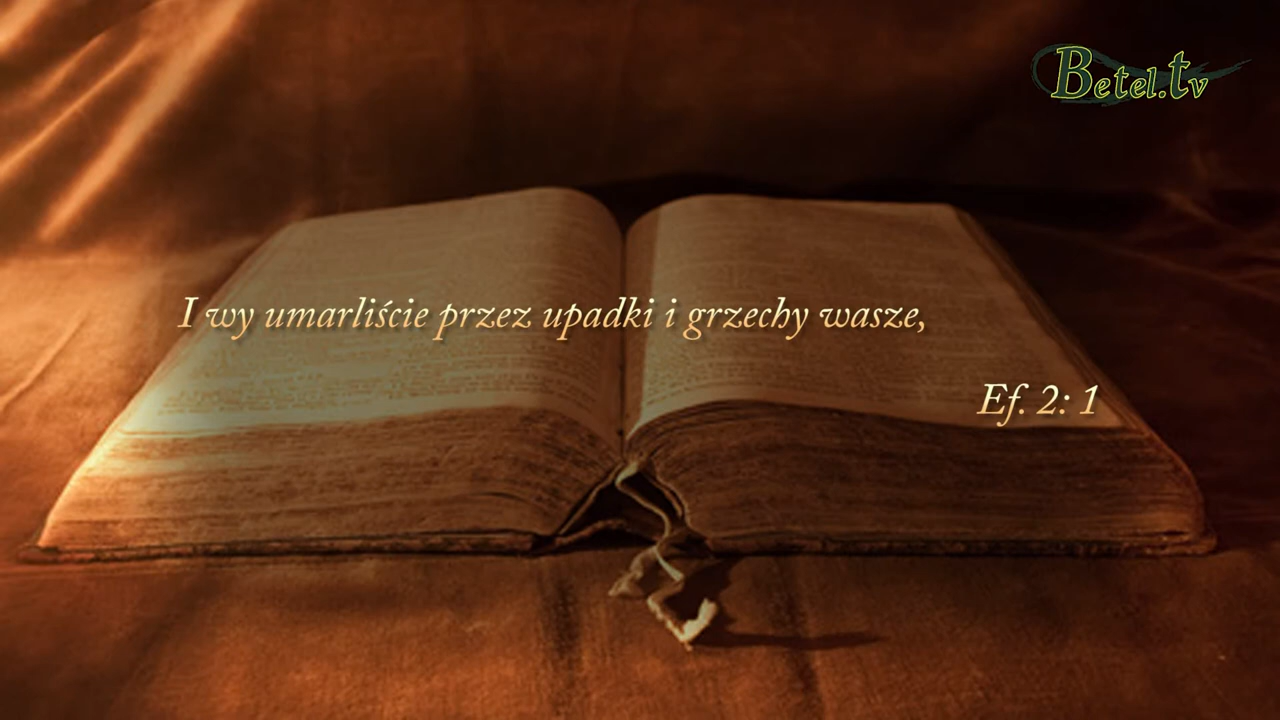 Betel.tv
I wy umarliście przez upadki i grzechy wasze,
Ef. 2: 1